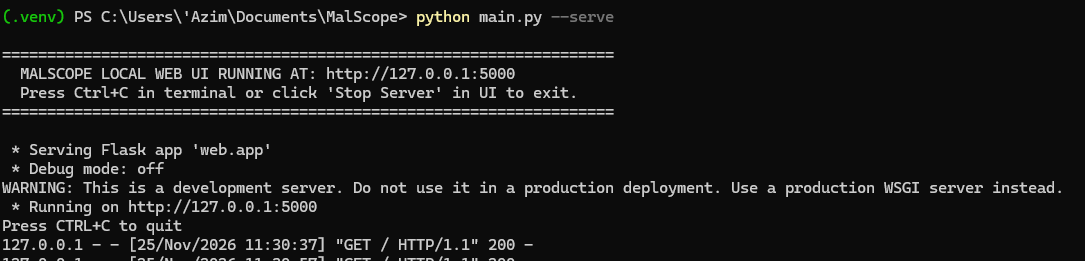 (.venv) PS C:\Users\'Azim\Documents\MalScope> python main.py --serve
================================================================
MALSCOPE LOCAL WEB UI RUNNING AT: http://127.0.0.1:5000
Press Ctrl+C in terminal or click 'Stop Server' in UI to exit.
================================================================
* Serving Flask app 'web.app'
* Debug mode: off
WARNING: This is a development server. Do not use it in a production deployment. Use a production WSGI server instead.
* Running on http://127.0.0.1:5000
Press CTRL+C to quit
127.0.0.1 - - [25/Nov/2026 11:30:37] "GET / HTTP/1.1" 200 -